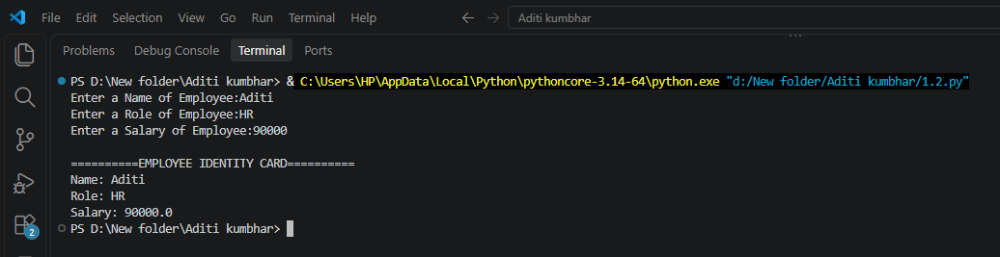 File Edit Selection View Go Run Terminal Help Aditi kumbhar
Problems Debug Console Terminal Ports
PS D:\New folder\Aditi kumbhar> & C:\Users\HP\AppData\Local\Python\pythoncore-3.14-64\python.exe "d:/New folder/Aditi kumbhar/1.2.py"
Enter a Name of Employee:Aditi
Enter a Role of Employee:HR
Enter a Salary of Employee:90000
==========EMPLOYEE IDENTITY CARD==========
Name: Aditi
Role: HR
Salary: 90000.0
2
PS D:\New folder\Aditi kumbhar>